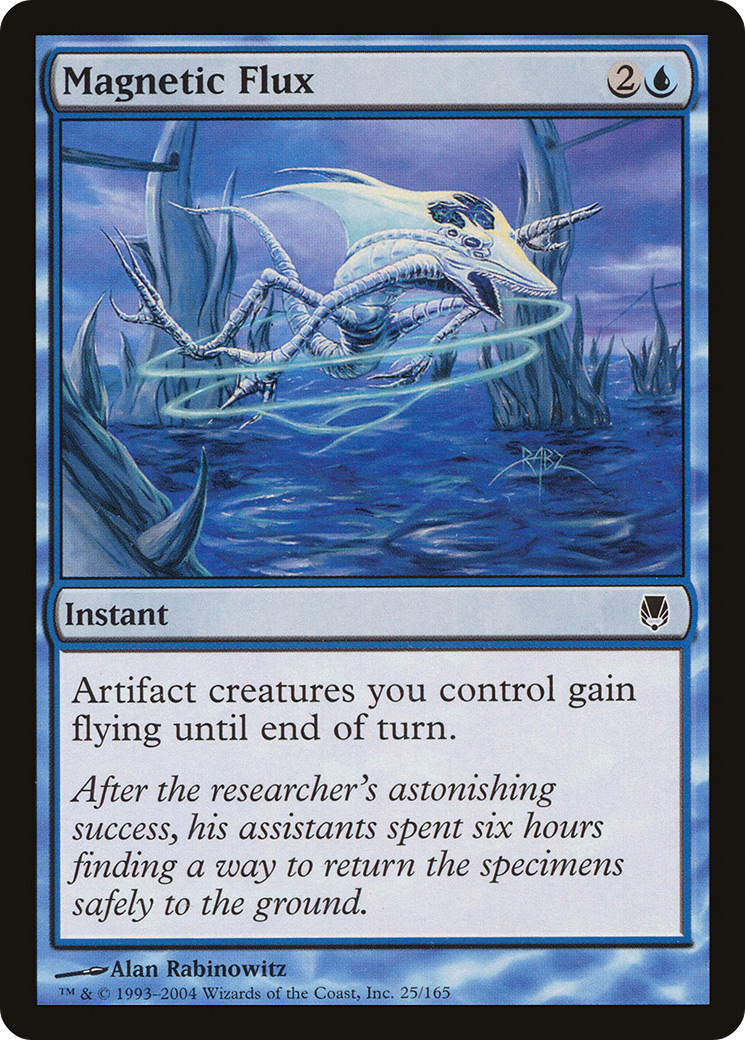 Magnetic Flux 2
RABZ
Instant
Artifact creatures you control gain
flying until end of turn.
After the researcher's astonishing
success, his assistants spent six hours
finding a way to return the specimens
safely to the ground.
Alan Rabinowitz
™ & © 1993–2004 Wizards of the Coast, Inc. 25/165